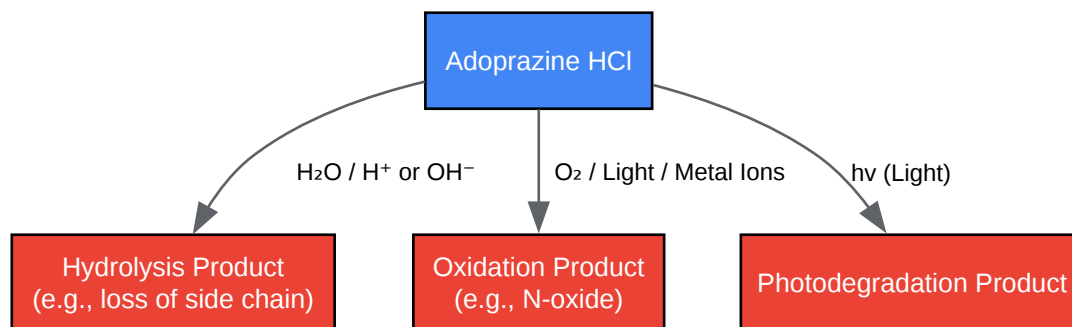 Adoprazine HCl
H₂O / H⁺ or OH⁻
O₂ / Light / Metal Ions
hv (Light)
Hydrolysis Product
(e.g., loss of side chain)
Oxidation Product
(e.g., N-oxide)
Photodegradation Product